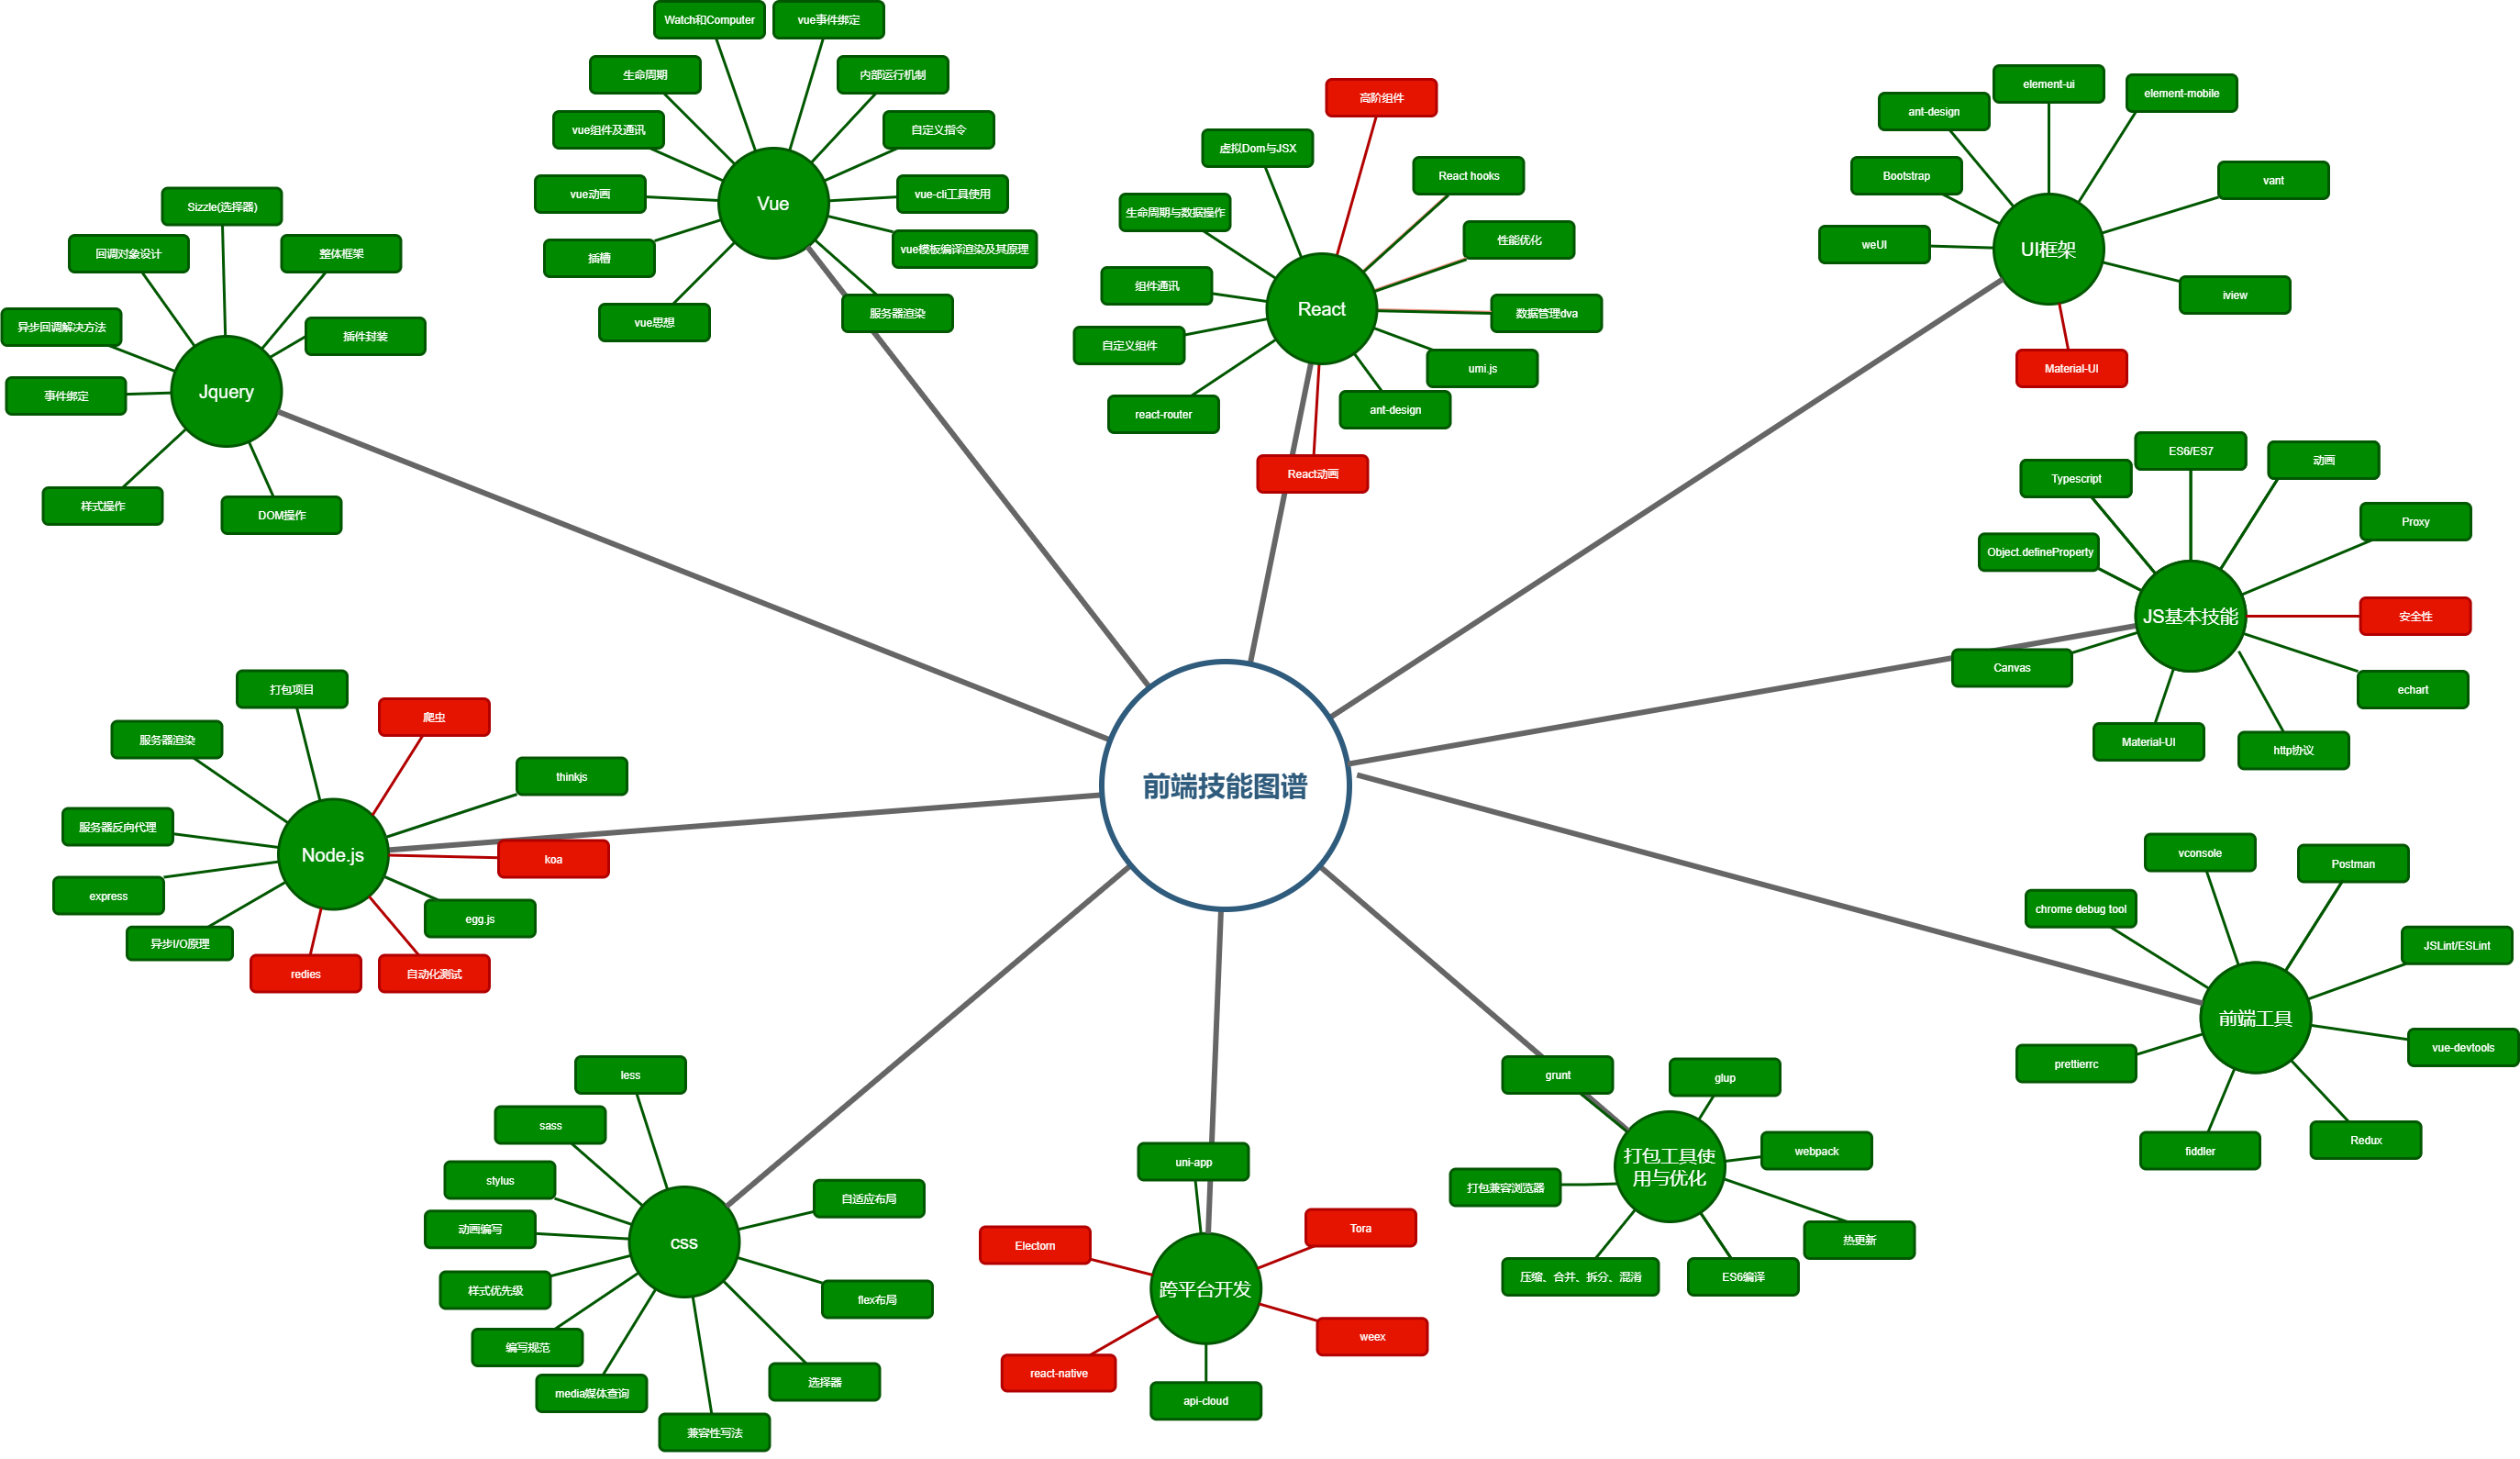 前端技能图谱
Vue
Watch和Computer
vue事件绑定
生命周期
内部运行机制
vue组件及通讯
自定义指令
vue动画
vue-cli工具使用
插槽
vue模板编译渲染及其原理
vue思想
服务器渲染
Jquery
Sizzle(选择器)
回调对象设计
整体框架
异步回调解决方法
插件封装
事件绑定
样式操作
DOM操作
React
高阶组件
虚拟Dom与JSX
React hooks
生命周期与数据操作
性能优化
组件通讯
数据管理dva
自定义组件
umi.js
react-router
ant-design
React动画
UI框架
element-ui
element-mobile
ant-design
Bootstrap
vant
weUI
iview
Material-UI
JS基本技能
ES6/ES7
动画
Typescript
Proxy
Object.defineProperty
安全性
Canvas
echart
Material-UI
http协议
Node.js
打包项目
爬虫
服务器渲染
thinkjs
服务器反向代理
koa
express
egg.js
异步I/O原理
redies
自动化测试
前端工具
vconsole
Postman
chrome debug tool
JSLint/ESLint
vue-devtools
prettierrc
fiddler
Redux
css
less
sass
stylus
自适应布局
动画编写
样式优先级
flex布局
编写规范
选择器
media媒体查询
兼容性写法
跨平台开发
uni-app
Electorn
Tora
weex
react-native
api-cloud
打包工具使
用与优化
grunt
glup
webpack
打包兼容浏览器
热更新
压缩、合并、拆分、混淆
ES6编译